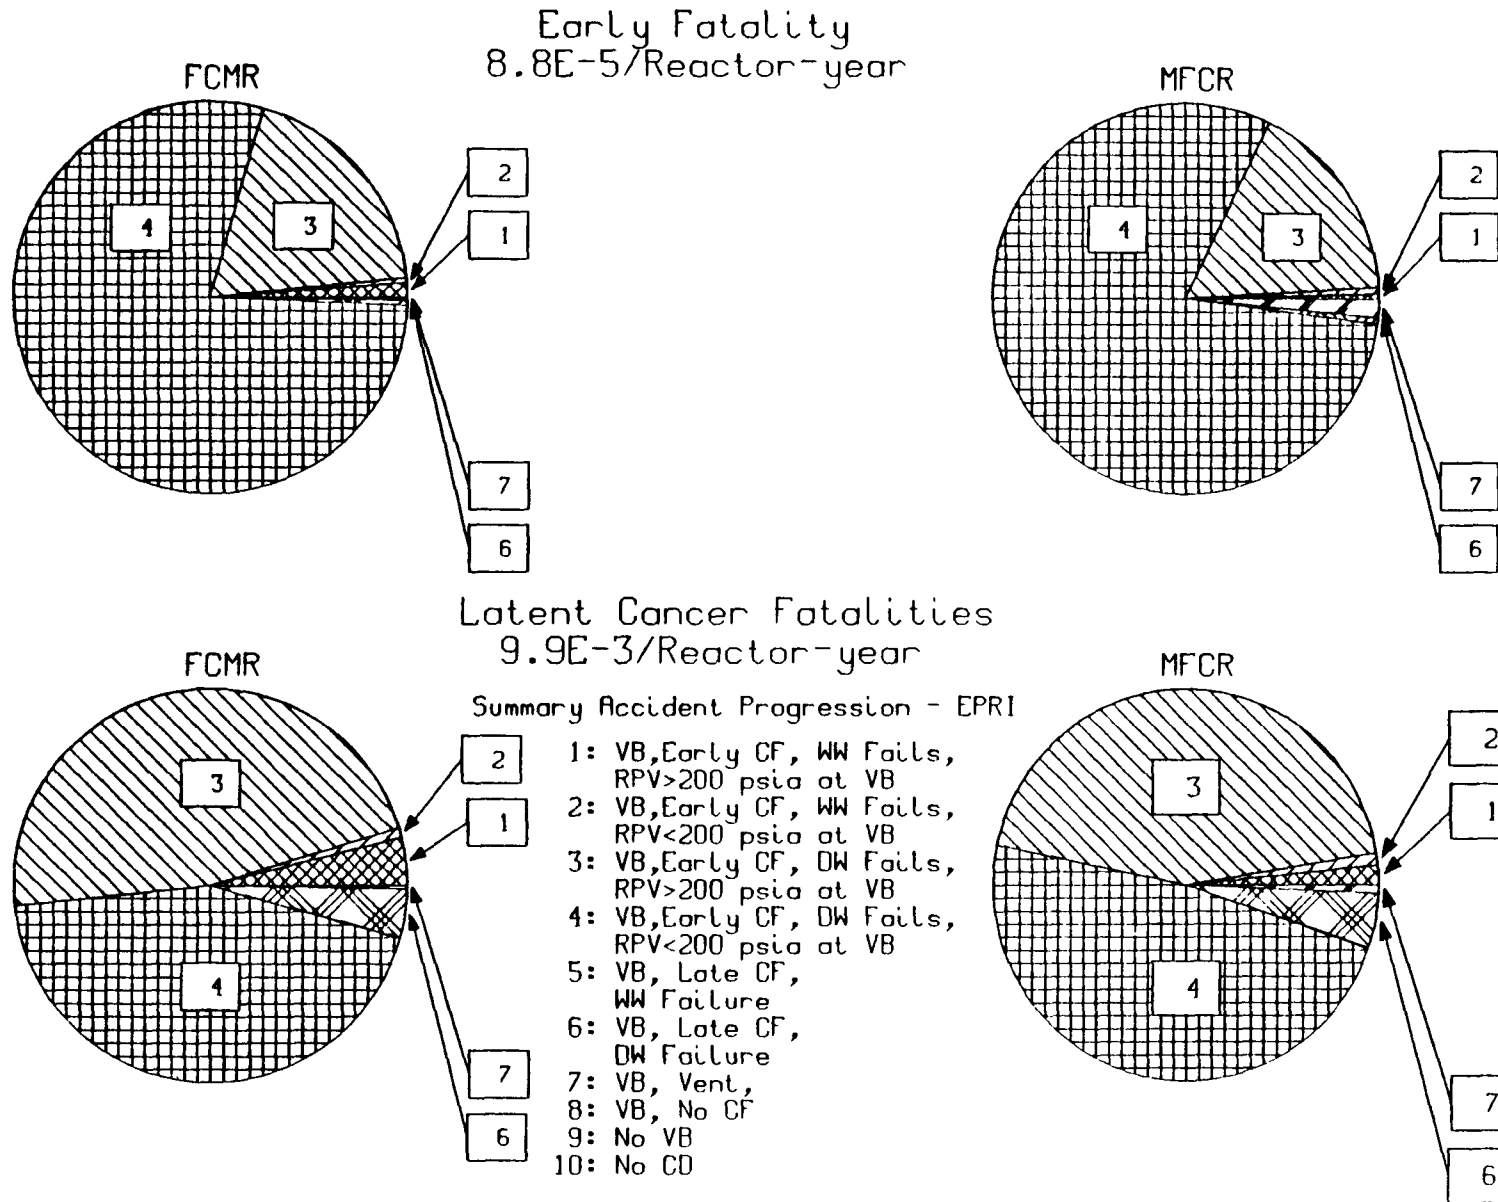 Early Fatality
8.8E-5/Reactor-year
FCMR
MFCR
4
3
2
1
7
6
4
3
2
1
7
6
Latent Cancer Fatalities
9.9E-3/Reactor-year
FCMR
MFCR
3
2
1
4
7
6
Summary Accident Progression - EPRI
1: VB,Early CF, WW Fails,
RPV>200 psia at VB
2: VB,Early CF, WW Fails,
RPV<200 psia at VB
3: VB,Early CF, DW Fails,
RPV>200 psia at VB
4: VB,Early CF, DW Fails,
RPV<200 psia at VB
5: VB, Late CF,
WW Failure
6: VB, Late CF,
DW Failure
7: VB, Vent,
8: VB, No CF
9: No VB
10: No CD
3
2
1
4
7
6